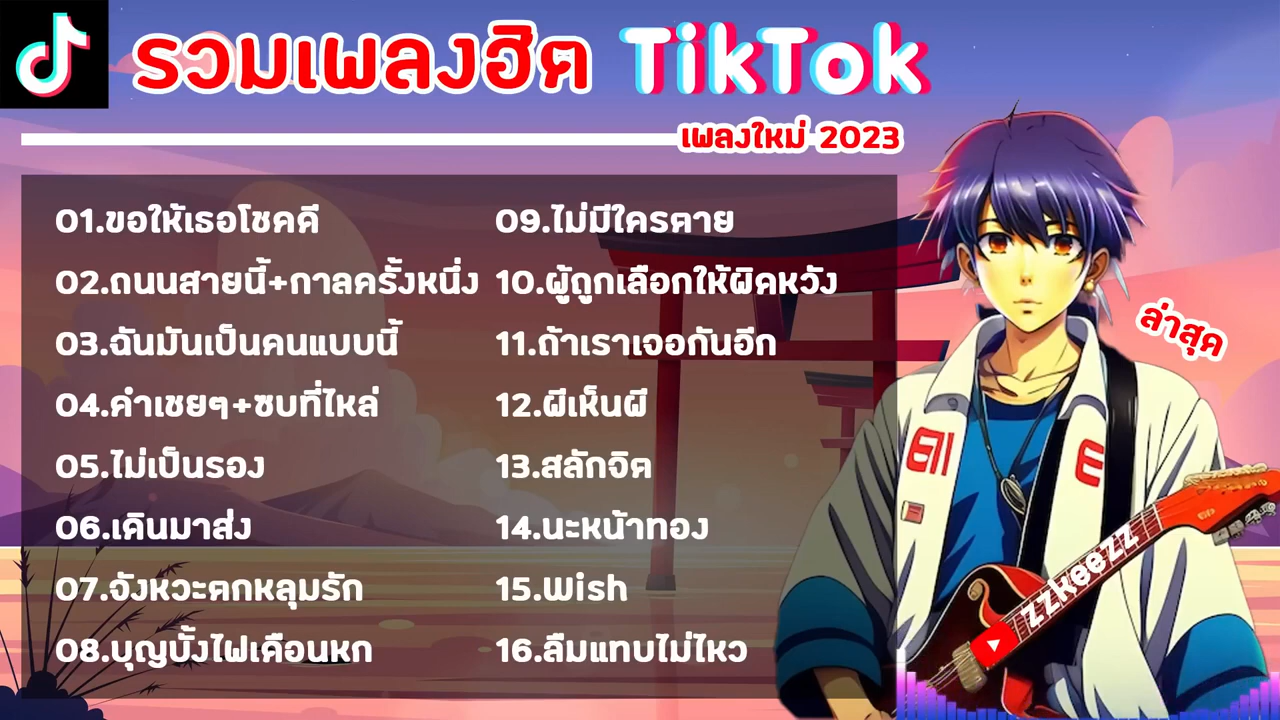 รวมเพลงฮิต TikTok
เพลงใหม่ 2023
01.ขอให้เธอโชคดี
02.ถนนสายนี้+กาลครั้งหนึ่ง
03.ฉันมันเป็นคนแบบนี้
04.คำเชยๆ+ซบที่ไหล่
05.ไม่เป็นรอง
06.เดินมาส่ง
07.จังหวะตกหลุมรัก
08.บุญบั้งไฟเดือนหก
09.ไม่มีใครตาย
10.ผู้ถูกเลือกให้ผิดหวัง
11.ถ้าเราเจอกันอีก
12.ผีเห็นผี
13.สลักจิต
14.นะหน้าทอง
15.Wish
16.ลืมแทบไม่ไหว
ล่าสุด
zzkeezz